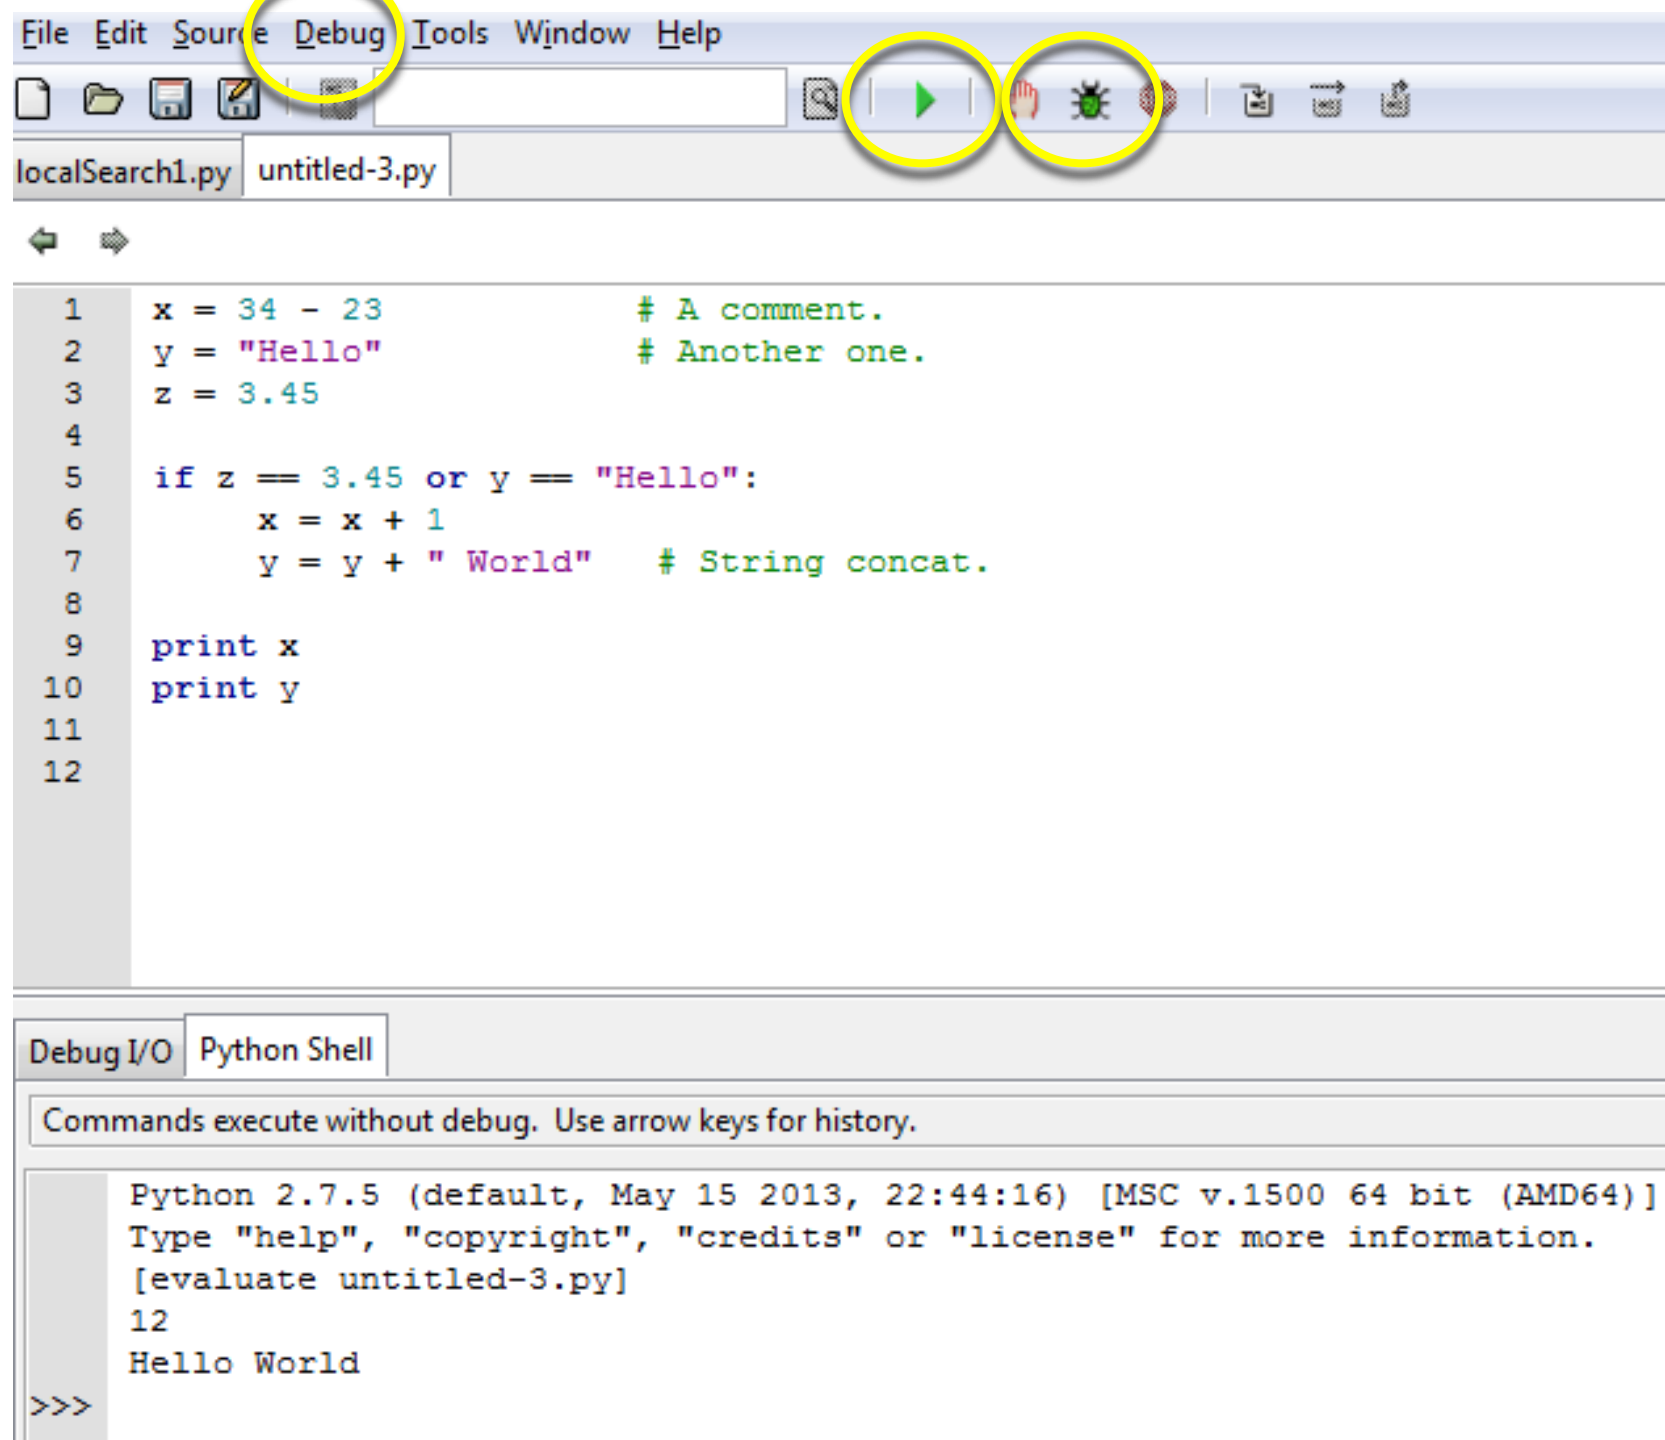 File Edit Source Debug Tools Window Help
localSearch1.py untitled-3.py
1 x = 34 - 23 # A comment.
2 y = "Hello" # Another one.
3 z = 3.45
4
5 if z == 3.45 or y == "Hello":
6 x = x + 1
7 y = y + " World" # String concat.
8
9 print x
10 print y
11
12
Debug I/O Python Shell
Commands execute without debug. Use arrow keys for history.
Python 2.7.5 (default, May 15 2013, 22:44:16) [MSC v.1500 64 bit (AMD64)]
Type "help", "copyright", "credits" or "license" for more information.
[evaluate untitled-3.py]
12
Hello World
>>>